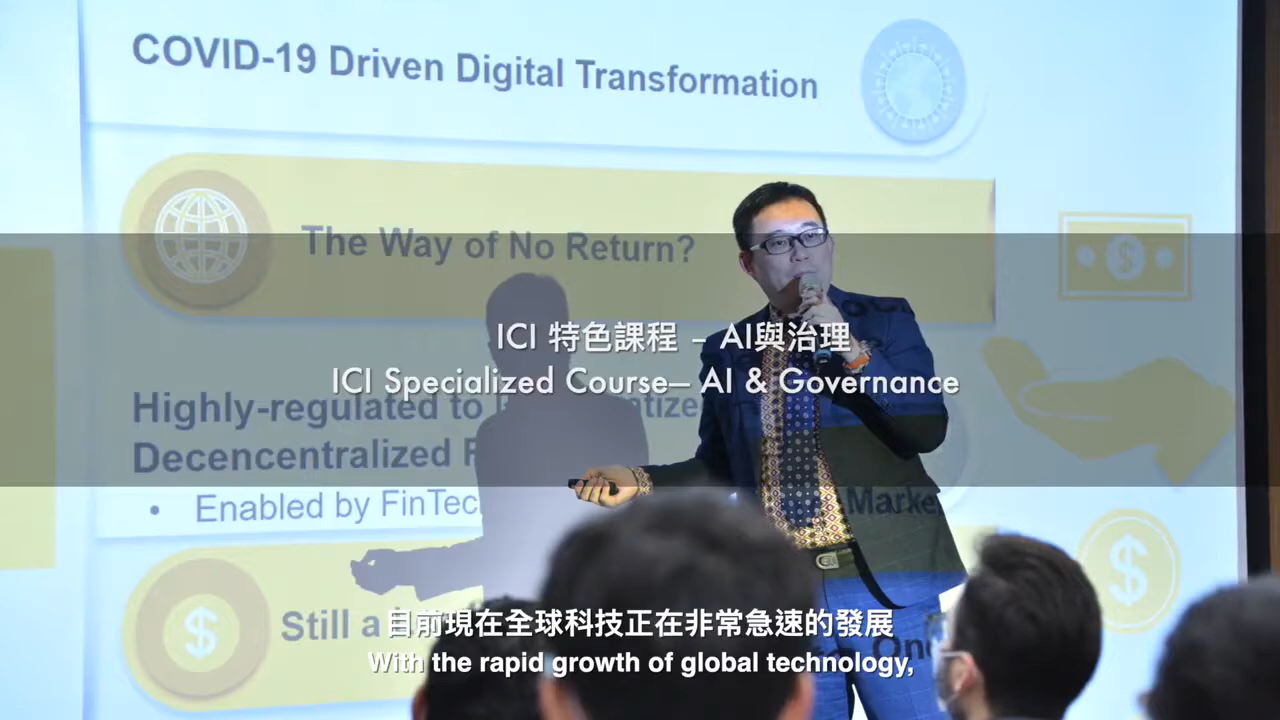 COVID-19 Driven Digital Transformation
The Way of No Return?
ICI 特色課程 – AI與治理
ICI Specialized Course— AI & Governance
Highly-regulated to
Decencentralized
• Enabled by FinTec
Market
Still a
目前現在全球科技正在非常急速的發展
With the rapid growth of global technology,